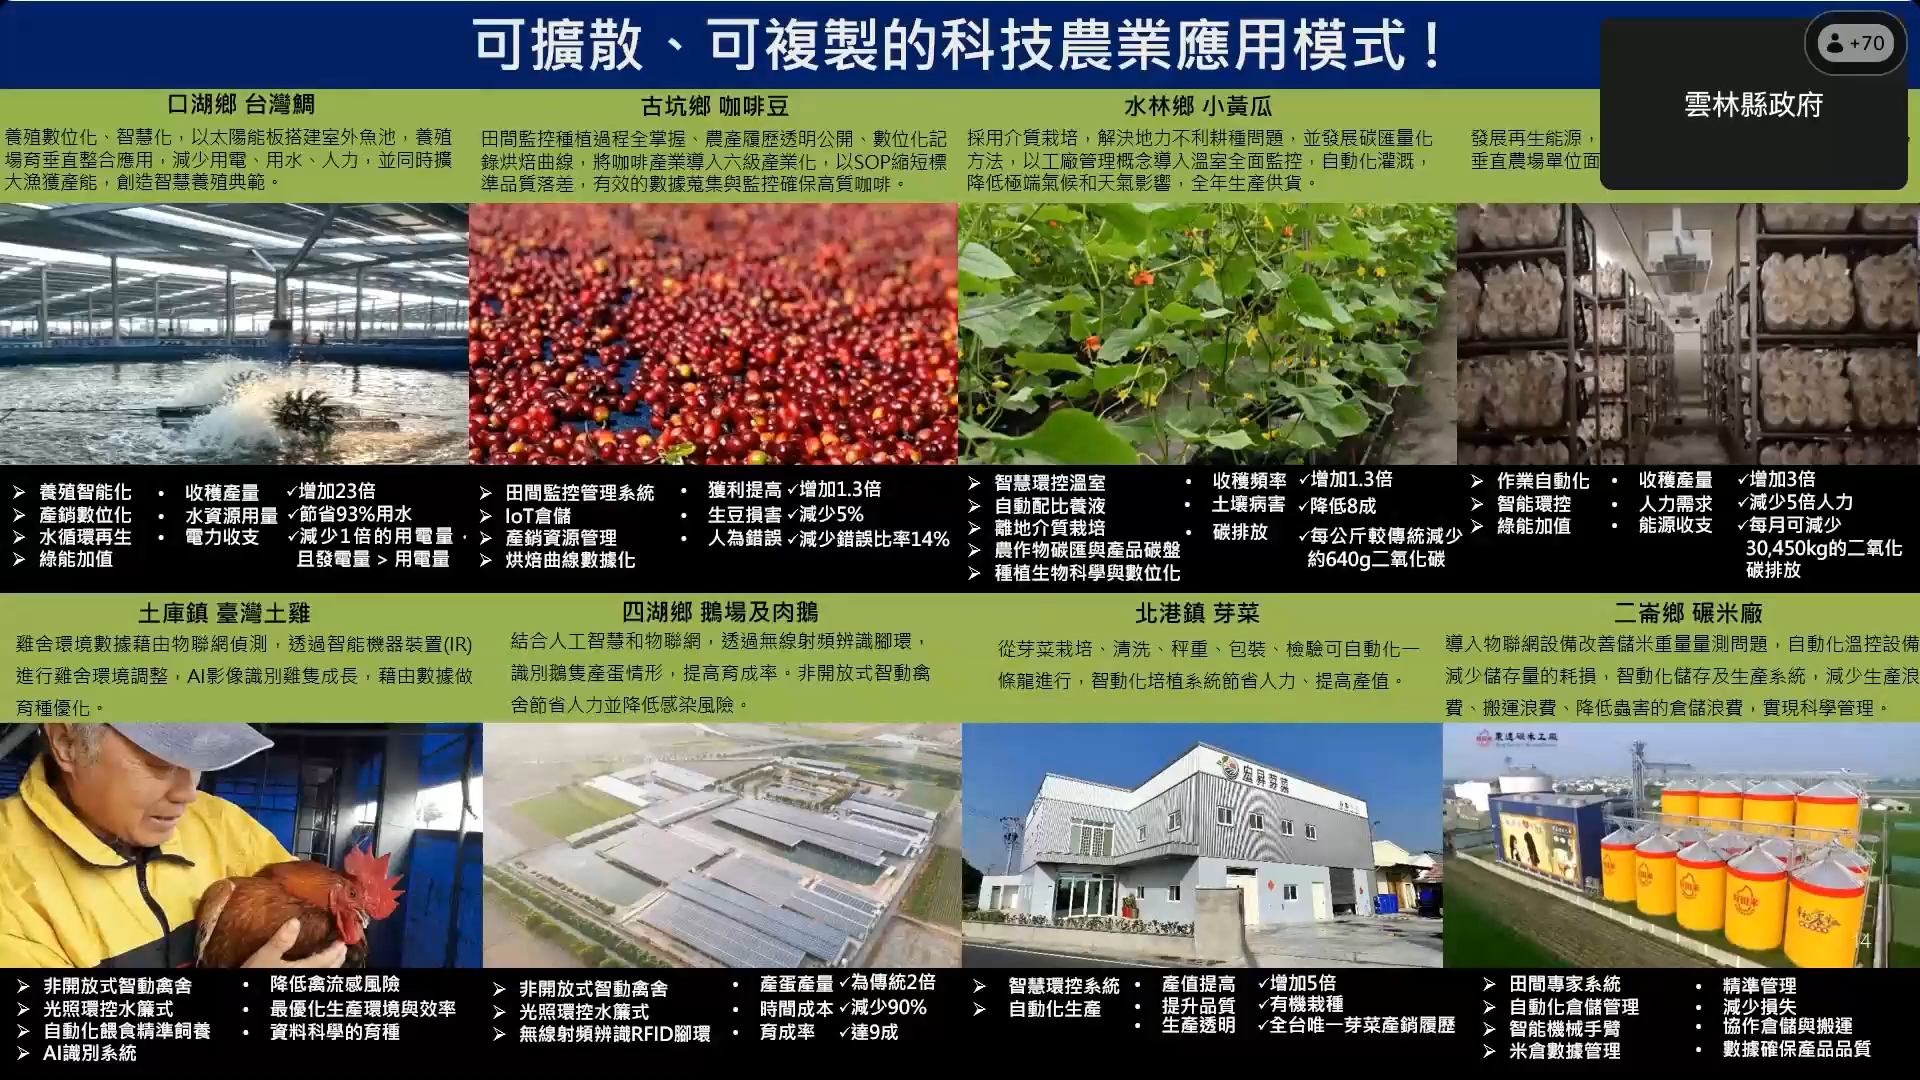 可擴散、可複製的科技農業應用模式！
+70
雲林縣政府
口湖鄉 台灣鯛
養殖數位化、智慧化，以太陽能板搭建室外魚池，養殖
場育垂直整合應用，減少用電、用水、人力，並同時擴
大漁獲產能，創造智慧養殖典範。
古坑鄉 咖啡豆
田間監控種植過程全掌握、農產履歷透明公開、數位化記
錄烘焙曲線，將咖啡產業導入六級產業化，以SOP縮短標
準品質落差，有效的數據蒐集與監控確保高質咖啡。
水林鄉 小黃瓜
採用介質栽培，解決地力不利耕種問題，並發展碳匯量化
方法，以工廠管理概念導入溫室全面監控，自動化灌溉，
降低極端氣候和天氣影響，全年生產供貨。
發展再生能源，
垂直農場單位面
➢ 養殖智能化
➢ 產銷數位化
➢ 水循環再生
➢ 綠能加值
• 收穫產量 ✓增加23倍
• 水資源用量 ✓節省93%用水
• 電力收支 ✓減少1倍的用電量，
且發電量 > 用電量
➢ 田間監控管理系統
➢ IoT倉儲
➢ 產銷資源管理
➢ 烘焙曲線數據化
• 獲利提高 ✓增加1.3倍
• 生豆損害 ✓減少5%
• 人為錯誤 ✓減少錯誤比率14%
➢ 智慧環控溫室
➢ 自動配比養液
➢ 離地介質栽培
➢ 農作物碳匯與產品碳盤
➢ 種植生物科學與數位化
• 收穫頻率 ✓增加1.3倍
• 土壤病害 ✓降低8成
• 碳排放 ✓每公斤較傳統減少
約640g二氧化碳
➢ 作業自動化
➢ 智能環控
➢ 綠能加值
• 收穫產量 ✓增加3倍
• 人力需求 ✓減少5倍人力
• 能源收支 ✓每月可減少
30,450kg的二氧化
碳排放
土庫鎮 臺灣土雞
雞舍環境數據藉由物聯網偵測，透過智能機器裝置(IR)
進行雞舍環境調整，AI影像識別雞隻成長，藉由數據做
育種優化。
四湖鄉 鵝場及肉鵝
結合人工智慧和物聯網，透過無線射頻辨識腳環，
識別鵝隻產蛋情形，提高育成率。非開放式智動禽
舍節省人力並降低感染風險。
北港鎮 芽菜
從芽菜栽培、清洗、秤重、包裝、檢驗可自動化一
條龍進行，智動化培植系統節省人力、提高產值。
二崙鄉 碾米廠
導入物聯網設備改善儲米重量量測問題，自動化溫控設備
減少儲存量的耗損，智動化儲存及生產系統，減少生產浪
費、搬運浪費、降低蟲害的倉儲浪費，實現科學管理。
14
➢ 非開放式智動禽舍
➢ 光照環控水簾式
➢ 自動化餵食精準飼養
➢ AI識別系統
• 降低禽流感風險
• 最優化生產環境與效率
• 資料科學的育種
➢ 非開放式智動禽舍
➢ 光照環控水簾式
➢ 無線射頻辨識RFID腳環
• 產蛋產量 ✓為傳統2倍
• 時間成本 ✓減少90%
• 育成率 ✓達9成
➢ 智慧環控系統
➢ 自動化生產
• 產值提高 ✓增加5倍
• 提升品質 ✓有機栽種
• 生產透明 ✓全台唯一芽菜產銷履歷
➢ 田間專家系統
➢ 自動化倉儲管理
➢ 智能機械手臂
➢ 米倉數據管理
• 精準管理
• 減少損失
• 協作倉儲與搬運
• 數據確保產品品質